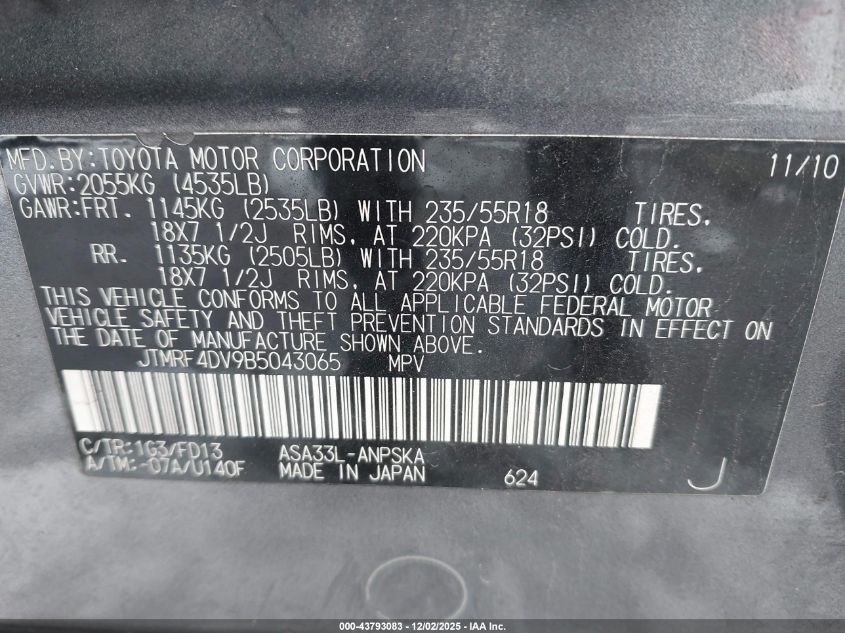 MFD.BY:TOYOTA MOTOR CORPORATION 11/10
GVWR:2055KG (4535LB)
GAWR:FRT. 1145KG (2535LB) WITH 235/55R18 TIRES,
18X7 1/2J RIMS, AT 220KPA (32PSI) COLD.
RR. 1135KG (2505LB) WITH 235/55R18 TIRES,
18X7 1/2J RIMS, AT 220KPA (32PSI) COLD.
THIS VEHICLE CONFORMS TO ALL APPLICABLE FEDERAL MOTOR
VEHICLE SAFETY AND THEFT PREVENTION STANDARDS IN EFFECT ON
THE DATE OF MANUFACTURE SHOWN ABOVE.
JTMRF4DV9B5043065 MPV
C/TR:1G3/FD13 ASA33L-ANPSKA
A/TM:-07A/U140F MADE IN JAPAN 624 J
000-43793083 - 12/02/2025 - IAA Inc.